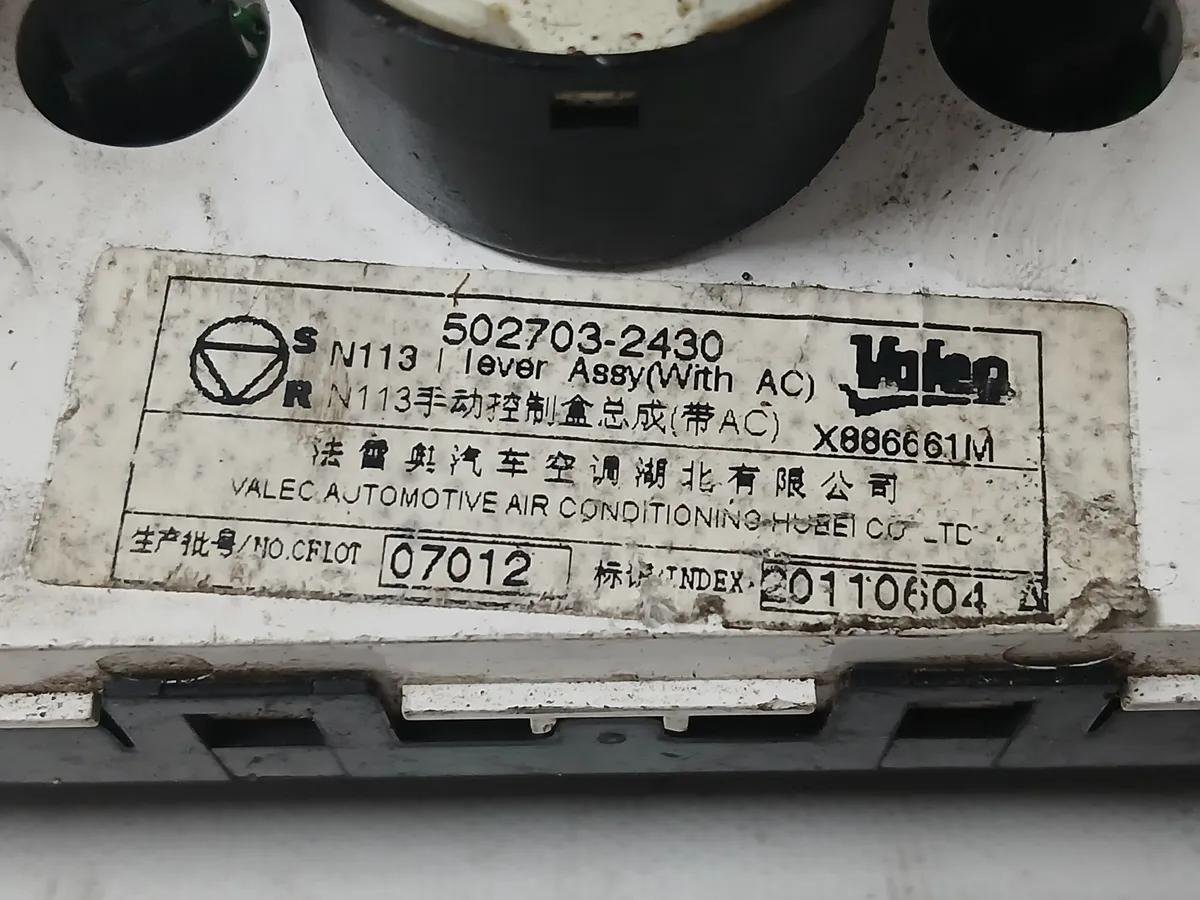 502703-2430
S N113 l lever Assy(With AC) Valeo
R N113手动控制盒总成(带AC) X886661M
法雷奥汽车空调湖北有限公司
VALEC AUTOMOTIVE AIR CONDITIONING HUBEI CO LTD
生产批号/NO.CFLOT 07012 标识/INDEX 20110604